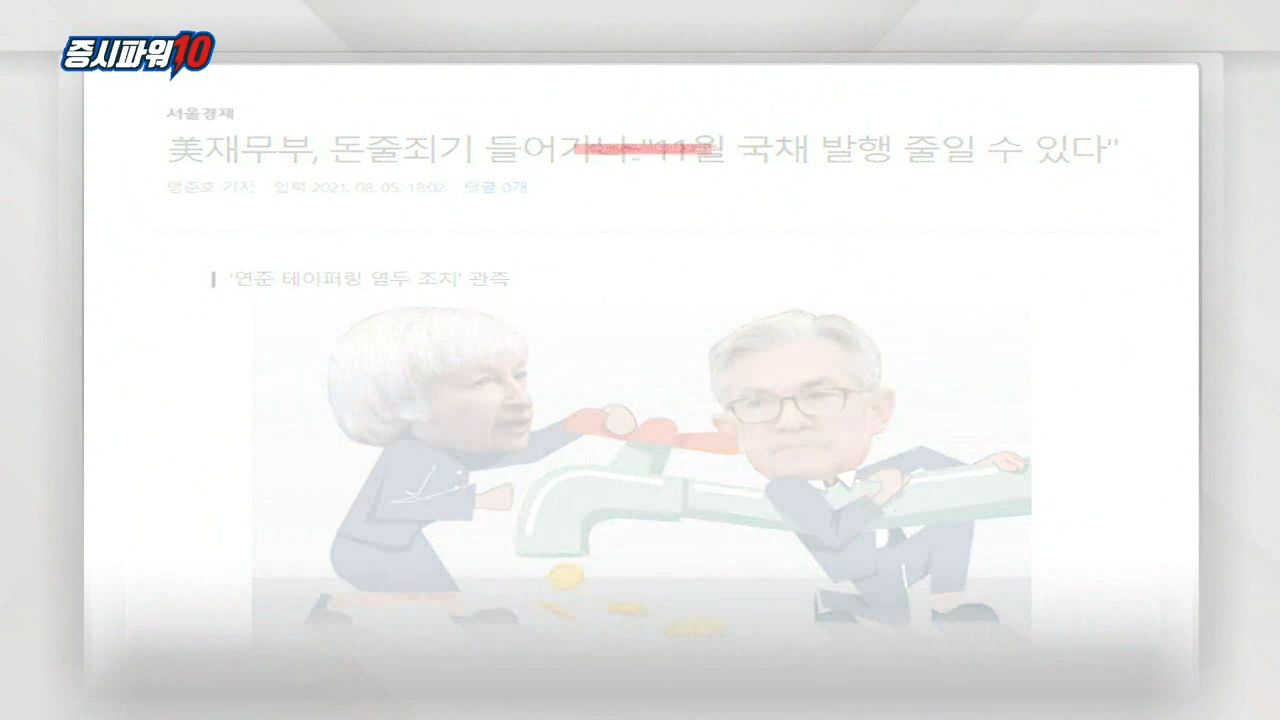 증시파워10
서울경제
美재무부, 돈줄죄기 들어가나.."11월 국채 발행 줄일 수 있다"
맹준호 기자 입력 2021. 08. 05. 18:02 댓글 0개
'연준 테이퍼링 염두 조치' 관측